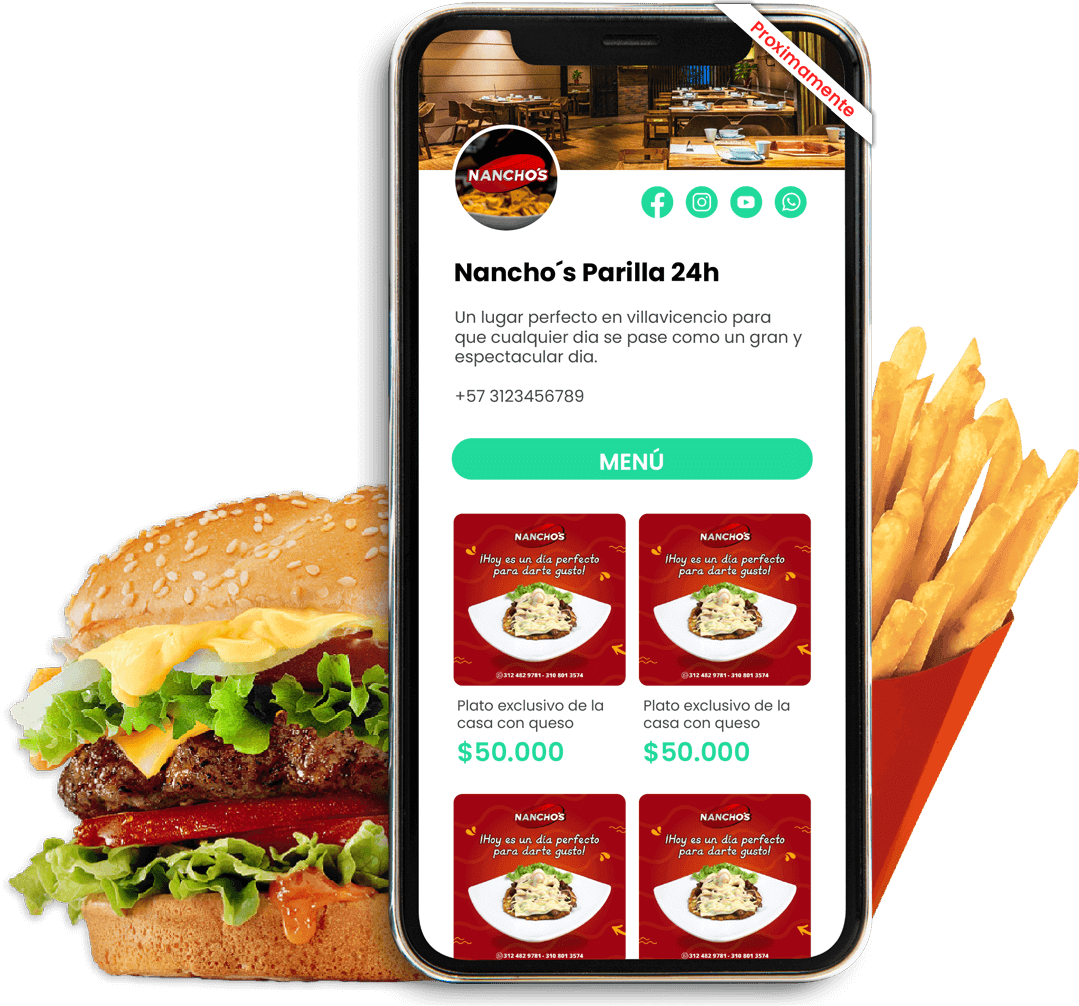 Proximamente
NANCHO'S
Nancho´s Parilla 24h
Un lugar perfecto en villavicencio para
que cualquier dia se pase como un gran y
espectacular dia.
+57 3123456789
MENÚ
NANCHO'S
¡Hoy es un día perfecto
para darte gusto!
312 482 9781 - 310 801 3574
NANCHO'S
¡Hoy es un día perfecto
para darte gusto!
312 482 9781 - 310 801 3574
Plato exclusivo de la
casa con queso
$50.000
Plato exclusivo de la
casa con queso
$50.000
NANCHO'S
¡Hoy es un día perfecto
para darte gusto!
312 482 9781 - 310 801 3574
NANCHO'S
¡Hoy es un día perfecto
para darte gusto!
312 482 9781 - 310 801 3574